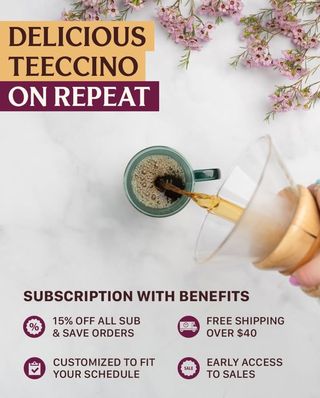 DELICIOUS
TEECCINO
ON REPEAT
SUBSCRIPTION WITH BENEFITS
%
15% OFF ALL SUB
& SAVE ORDERS
FREE SHIPPING
OVER $40
CUSTOMIZED TO FIT
YOUR SCHEDULE
SALE
EARLY ACCESS
TO SALES